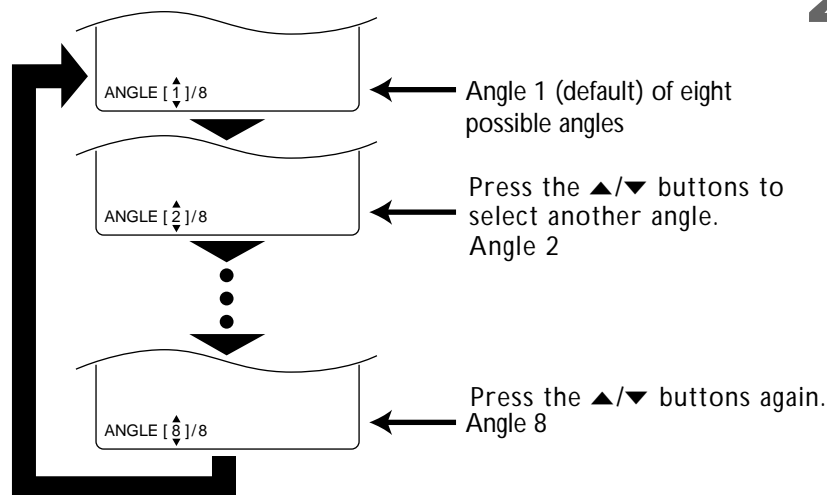 ANGLE [1]/8
Angle 1 (default) of eight
possible angles
ANGLE [2]/8
Press the ▲/▼ buttons to
select another angle.
Angle 2
ANGLE [8]/8
Press the ▲/▼ buttons again.
Angle 8